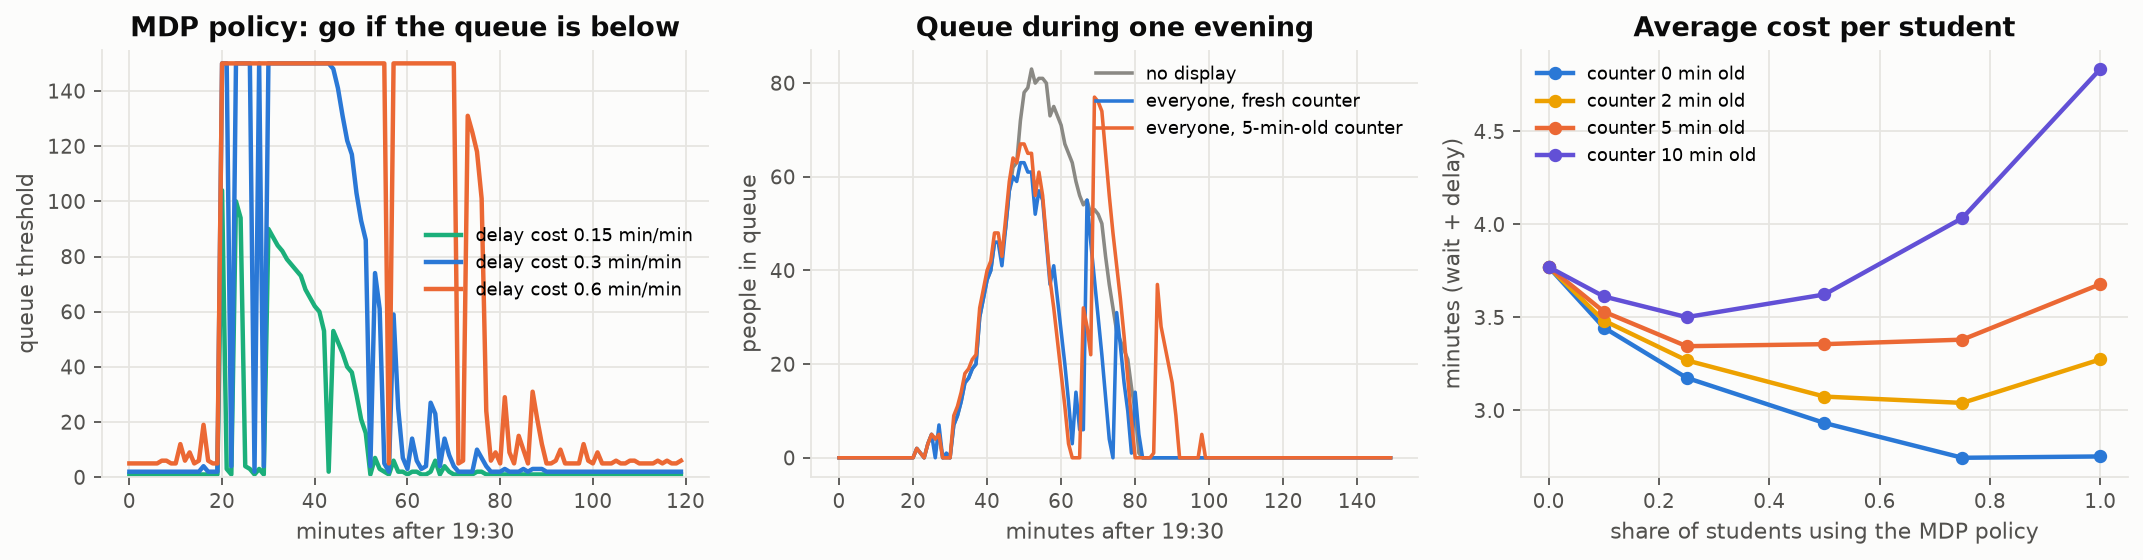 MDP policy: go if the queue is below
queue threshold
140
120
100
80
60
40
20
0
delay cost 0.15 min/min
delay cost 0.3 min/min
delay cost 0.6 min/min
0 20 40 60 80 100 120
minutes after 19:30
Queue during one evening
people in queue
80
60
40
20
0
no display
everyone, fresh counter
everyone, 5-min-old counter
0 20 40 60 80 100 120 140
minutes after 19:30
Average cost per student
minutes (wait + delay)
4.5
4.0
3.5
3.0
counter 0 min old
counter 2 min old
counter 5 min old
counter 10 min old
0.0 0.2 0.4 0.6 0.8 1.0
share of students using the MDP policy